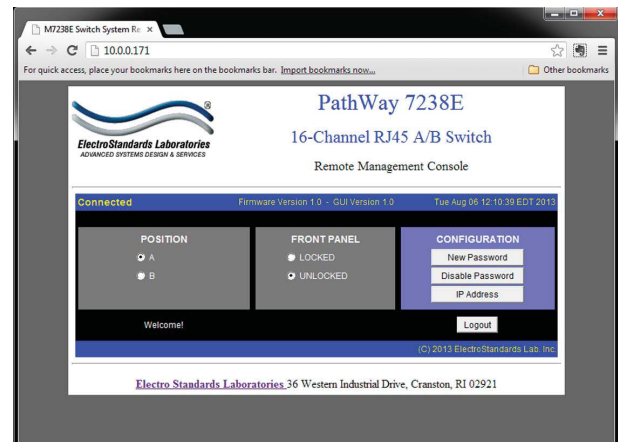 M7238E Switch System Re
10.0.0.171
For quick access, place your bookmarks here on the bookmarks bar. Import bookmarks now...
Other bookmarks
®
ElectroStandards Laboratories
ADVANCED SYSTEMS DESIGN & SERVICES
PathWay 7238E
16-Channel RJ45 A/B Switch
Remote Management Console
Connected
Firmware Version 1.0 - GUI Version 1.0
Tue Aug 06 12:10:39 EDT 2013
POSITION
A
B
FRONT PANEL
LOCKED
UNLOCKED
CONFIGURATION
New Password
Disable Password
IP Address
Welcome!
Logout
(C) 2013 ElectroStandards Lab. Inc.
Electro Standards Laboratories 36 Western Industrial Drive, Cranston, RI 02921